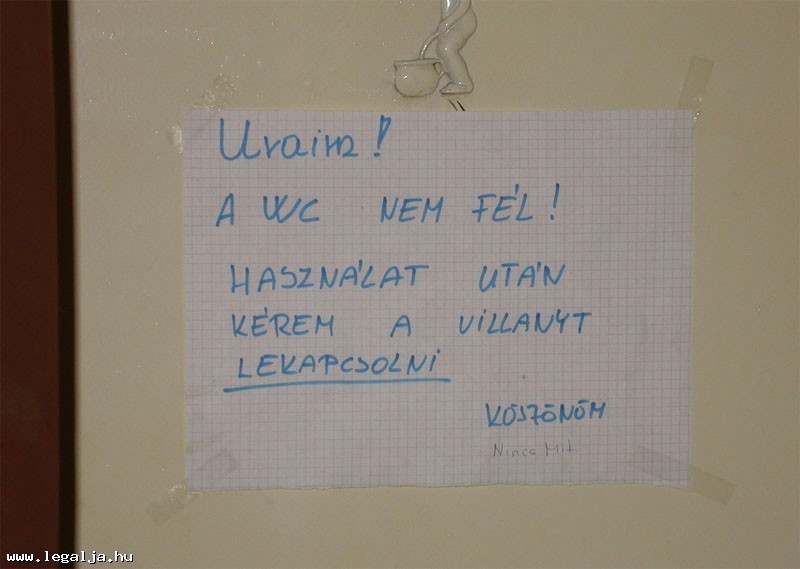 Uraim!
A WC NEM FÉL!
HASZNÁLAT UTÁN
KÉREM A VILLANYT
LEKAPCSOLNI
KÖSZÖNÖM
Nincs Mit.
www.legalja.hu